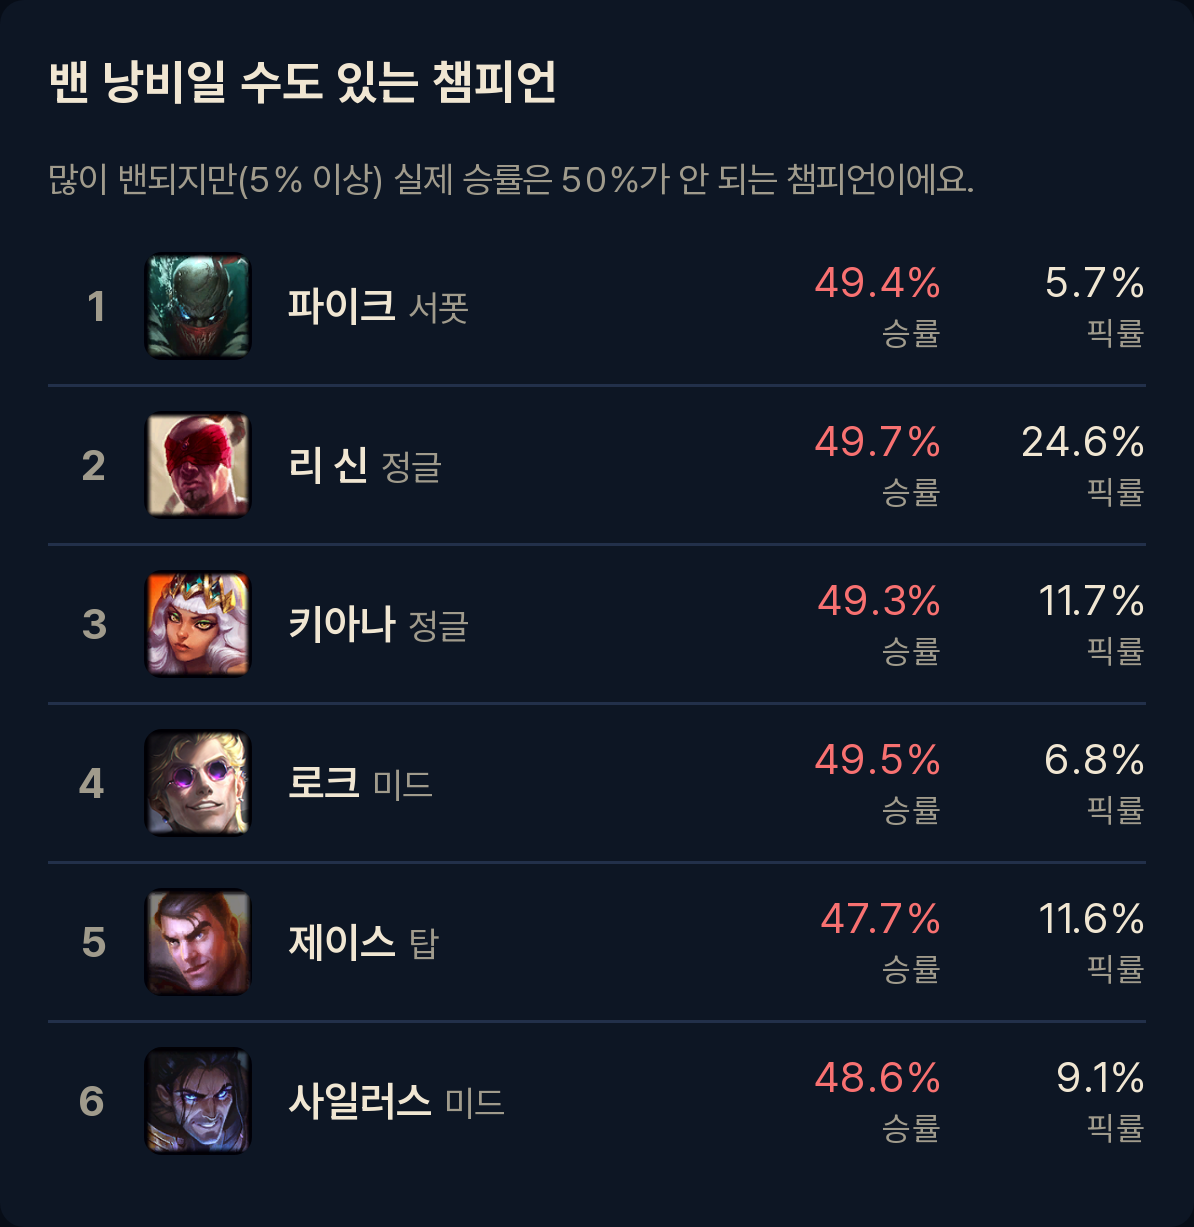 밴 낭비일 수도 있는 챔피언
많이 밴되지만(5% 이상) 실제 승률은 50%가 안 되는 챔피언이에요.
1 파이크 서폿 49.4% 5.7%
승률 픽률
2 리 신 정글 49.7% 24.6%
승률 픽률
3 키아나 정글 49.3% 11.7%
승률 픽률
4 로크 미드 49.5% 6.8%
승률 픽률
5 제이스 탑 47.7% 11.6%
승률 픽률
6 사일러스 미드 48.6% 9.1%
승률 픽률